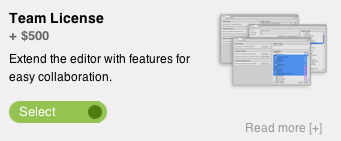 Team License
+ $500
Extend the editor with features for
easy collaboration.
Select
Read more [+]